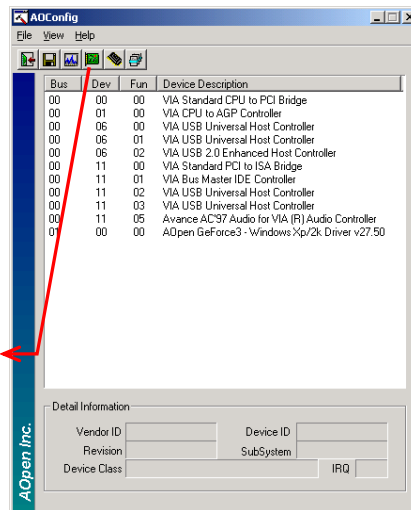 AOConfig
File View Help
Bus Dev Fun Device Description
00 00 00 VIA Standard CPU to PCI Bridge
00 01 00 VIA CPU to AGP Controller
00 06 00 VIA USB Universal Host Controller
00 06 01 VIA USB Universal Host Controller
00 06 02 VIA USB 2.0 Enhanced Host Controller
00 11 00 VIA Standard PCI to ISA Bridge
00 11 01 VIA Bus Master IDE Controller
00 11 02 VIA USB Universal Host Controller
00 11 03 VIA USB Universal Host Controller
00 11 05 Avance AC'97 Audio for VIA (R) Audio Controller
01 00 00 AOpen GeForce3 - Windows Xp/2k Driver v27.50
Detail Information
Vendor ID Device ID
Revision SubSystem
Device Class IRQ
AOpen Inc.